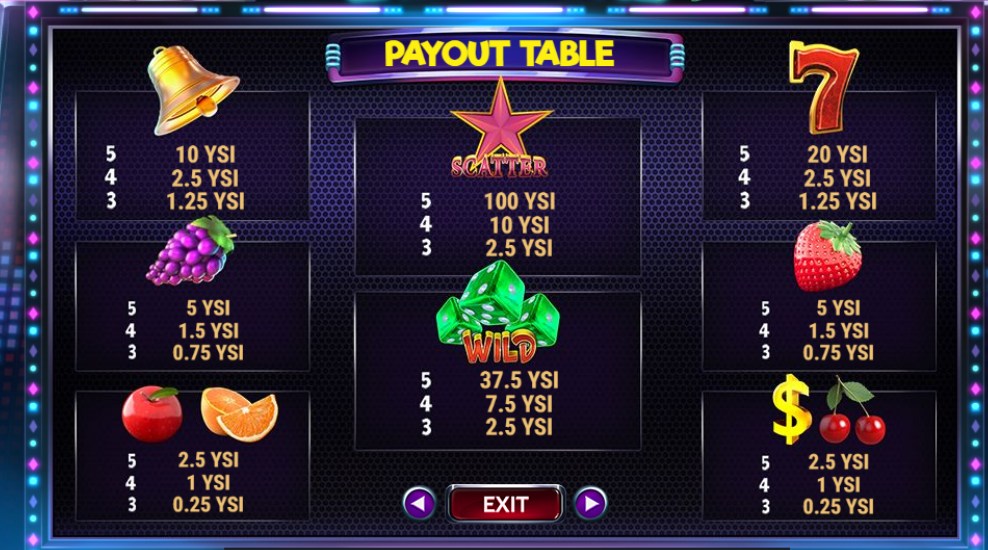 PAYOUT TABLE
5 10 YSI
4 2.5 YSI
3 1.25 YSI
SCATTER
5 100 YSI
4 10 YSI
3 2.5 YSI
7
5 20 YSI
4 2.5 YSI
3 1.25 YSI
5 5 YSI
4 1.5 YSI
3 0.75 YSI
WILD
5 37.5 YSI
4 7.5 YSI
3 2.5 YSI
5 5 YSI
4 1.5 YSI
3 0.75 YSI
5 2.5 YSI
4 1 YSI
3 0.25 YSI
$
5 2.5 YSI
4 1 YSI
3 0.25 YSI
EXIT